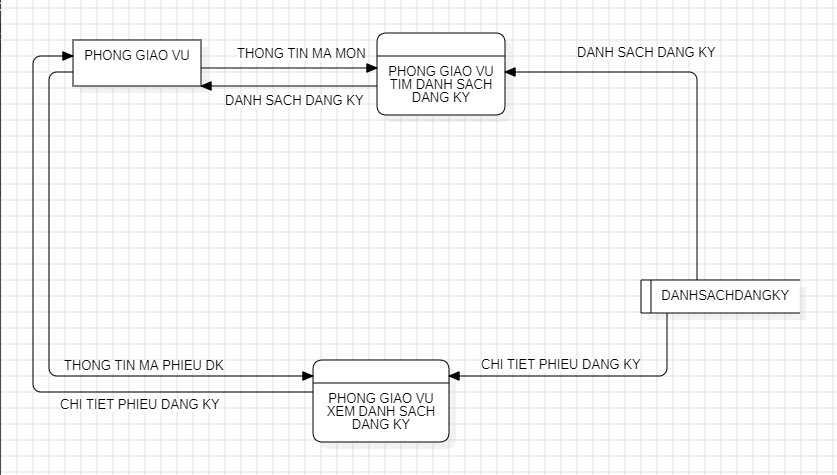 PHONG GIAO VU
THONG TIN MA MON
DANH SACH DANG KY
PHONG GIAO VU
TIM DANH SACH
DANG KY
DANH SACH DANG KY
DANHSACHDANGKY
THONG TIN MA PHIEU DK
CHI TIET PHIEU DANG KY
PHONG GIAO VU
XEM DANH SACH
DANG KY
CHI TIET PHIEU DANG KY